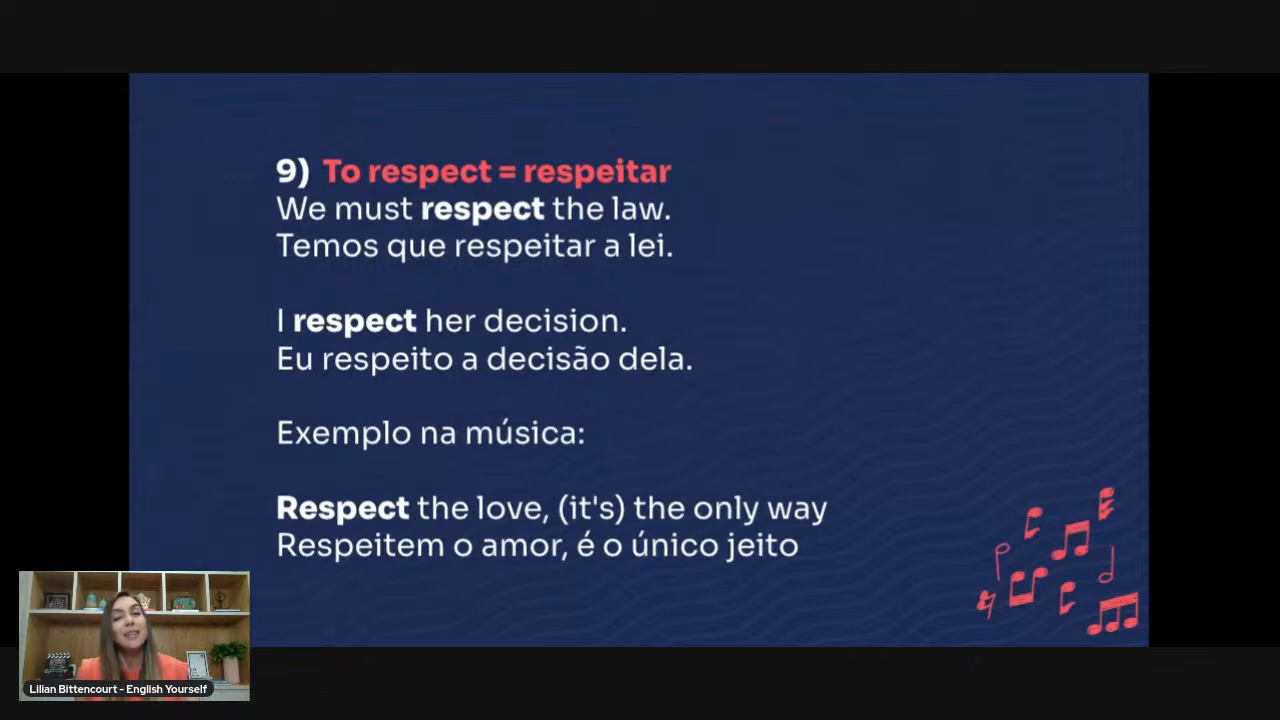 9) To respect = respeitar
We must respect the law.
Temos que respeitar a lei.
I respect her decision.
Eu respeito a decisão dela.
Exemplo na música:
Respect the love, (it's) the only way
Respeitem o amor, é o único jeito
Lilian Bittencourt - English Yourself